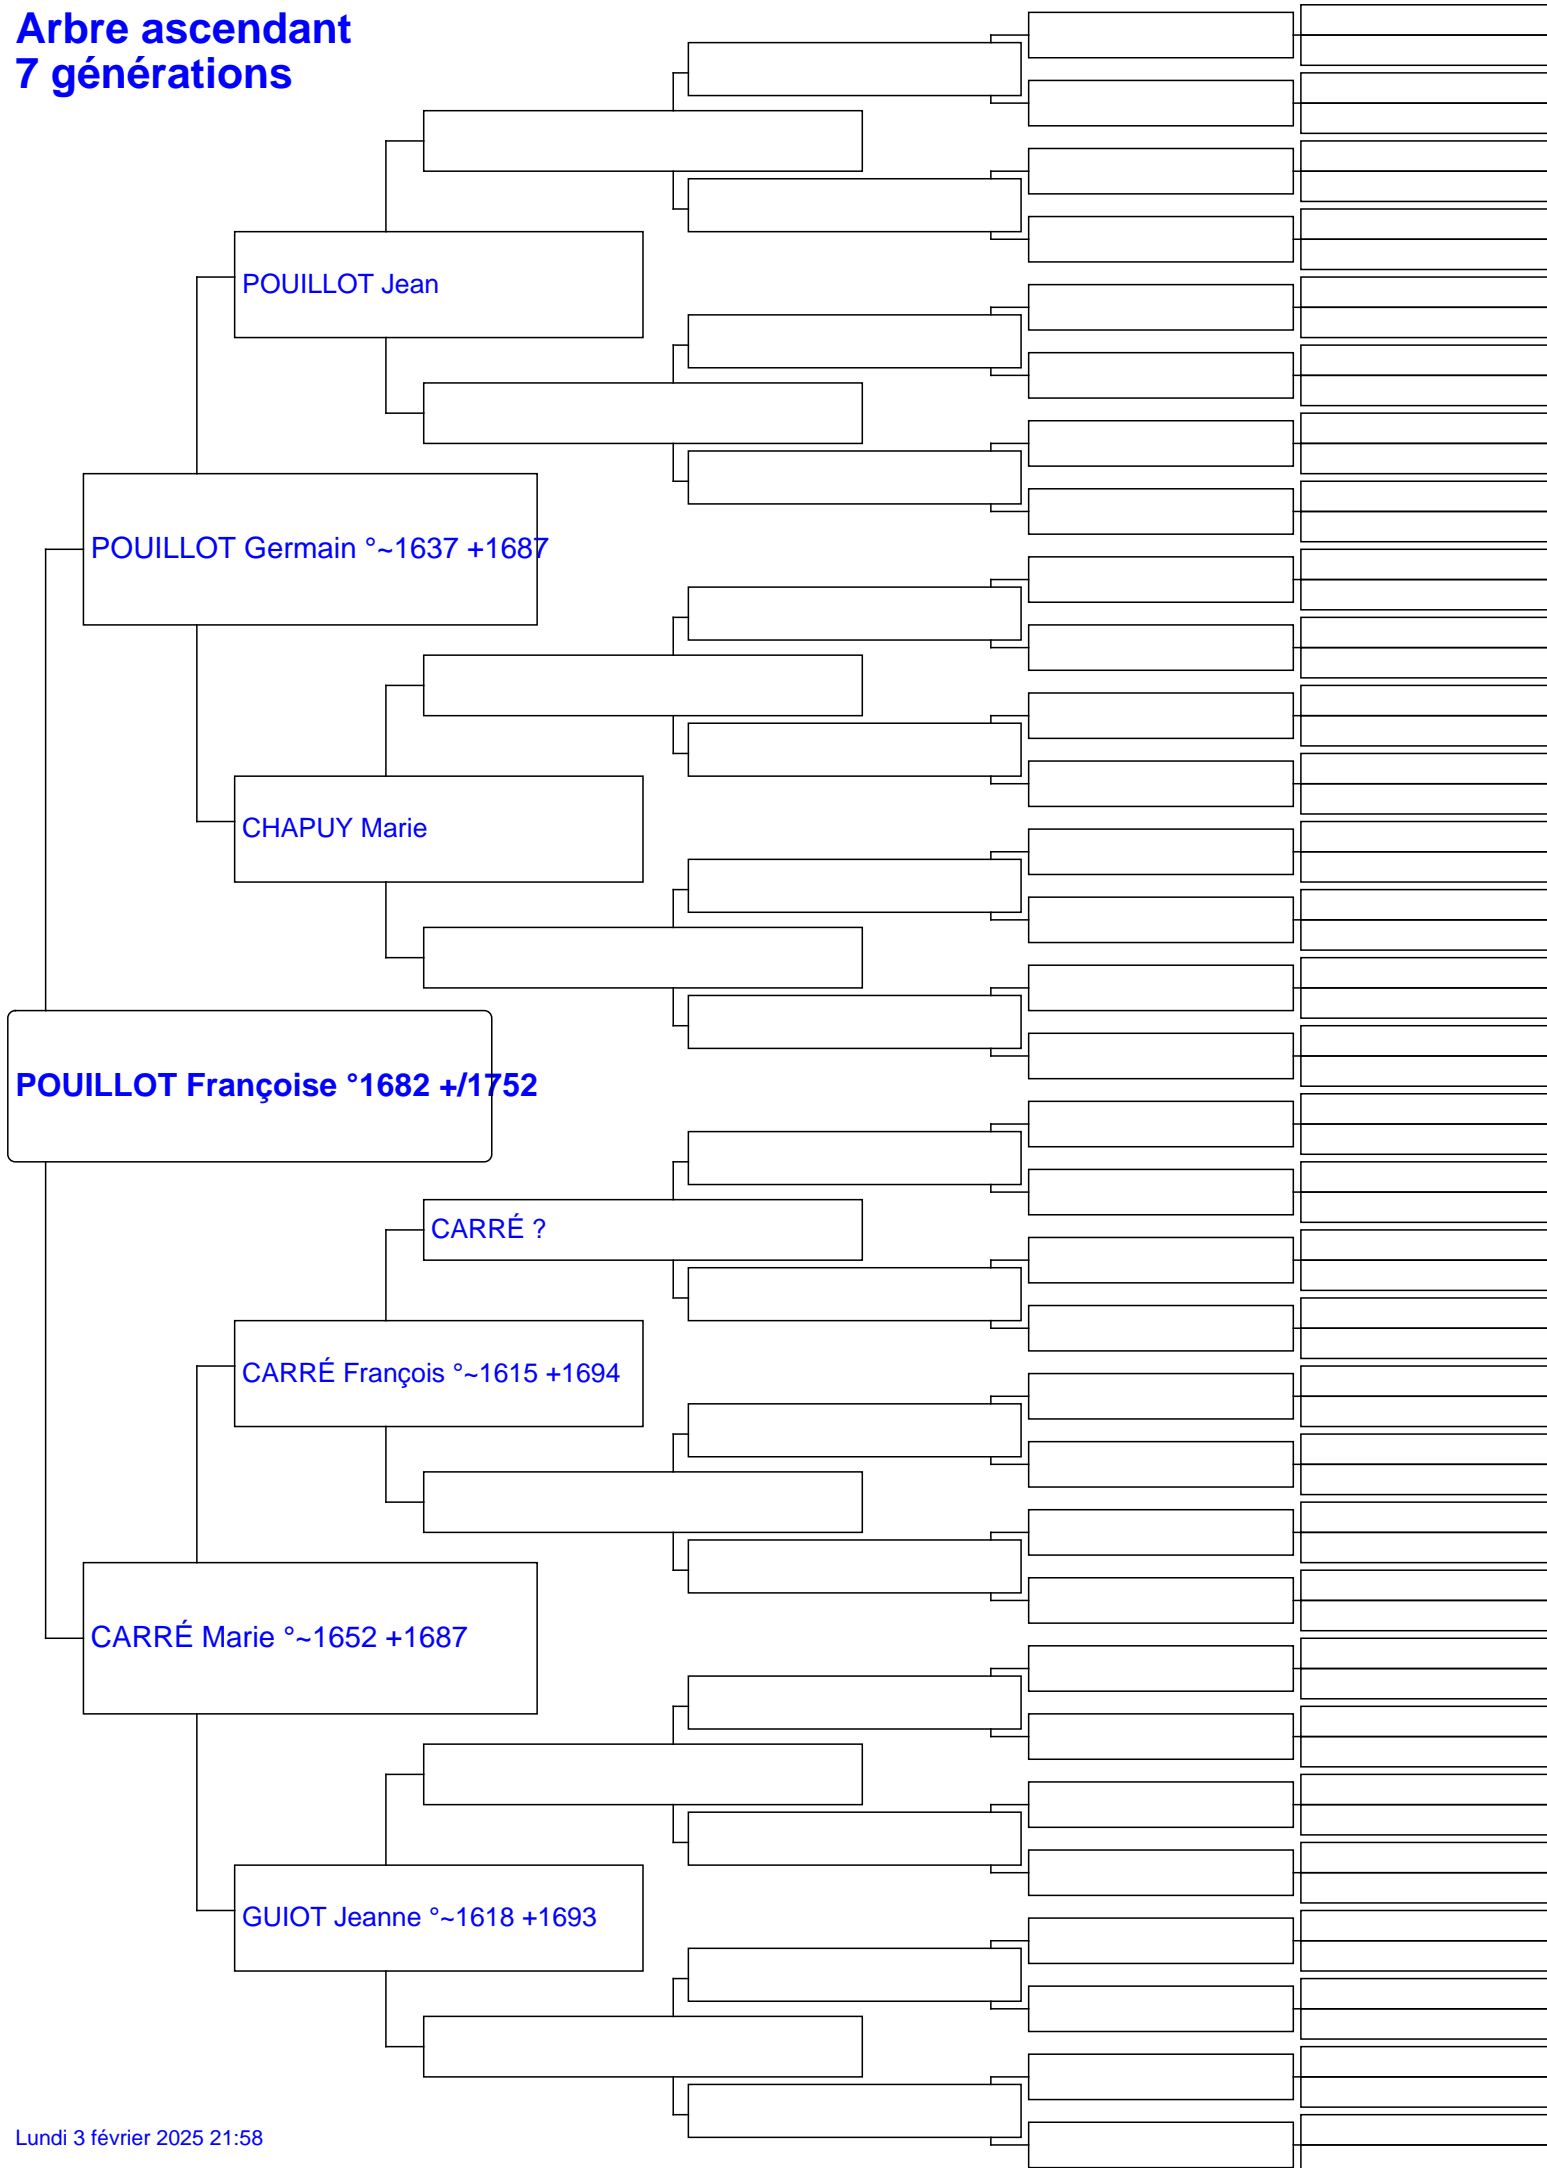 Arbre ascendant
7 générations
POUILLOT Jean
POUILLOT Germain °~1637 +1687
CHAPUY Marie
POUILLOT Françoise °1682 +/1752
CARRÉ ?
CARRÉ François °~1615 +1694
CARRÉ Marie °~1652 +1687
GUIOT Jeanne °~1618 +1693
Lundi 3 février 2025 21:58